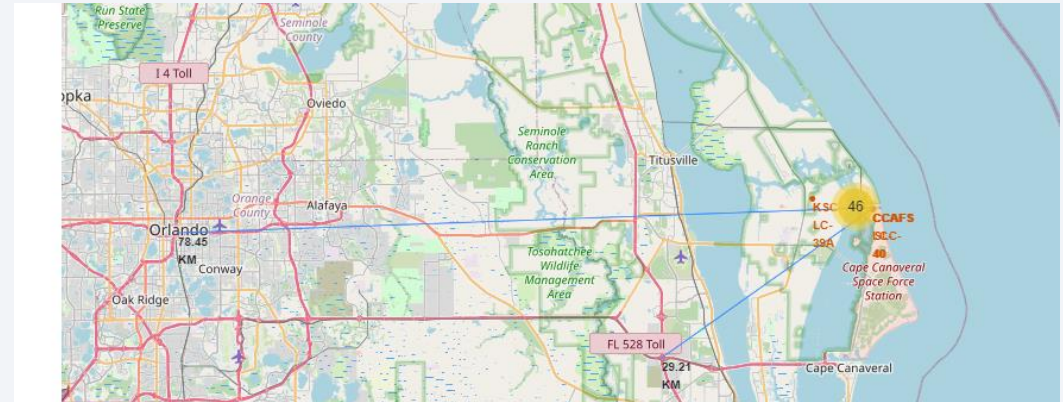 Run State
Preserve
Seminole
County
I 4 Toll
opka
Oviedo
Seminole
Ranch
Conservation
Area
Titusville
Orange
County
Alafaya
Orlando
78.45
KM
Conway
KSC
LC-
39A
46
CCAFS
SLC-
40
Tosohatchee
Wildlife
Management
Area
Cape Canaveral
Space Force
Station
Oak Ridge
FL 528 Toll
29.21
KM
Cape Canaveral